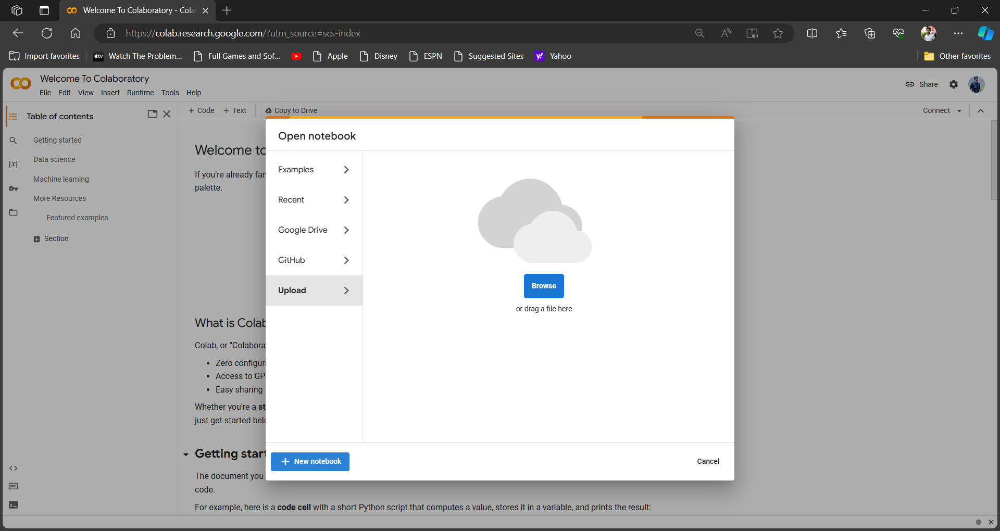 Welcome To Colaboratory - Cola
https://colab.research.google.com/?utm_source=scs-index
Import favorites
tv Watch The Problem...
Full Games and Sof...
Apple
Disney
ESPN
Suggested Sites
y! Yahoo
Other favorites
Welcome To Colaboratory
File Edit View Insert Runtime Tools Help
Share
Table of contents
+ Code + Text Copy to Drive
Connect
Getting started
Data science
{x}
Machine learning
More Resources
Featured examples
Section
Welcome to
If you're already fam
palette.
What is Colab
Colab, or "Colabora
• Zero configura
• Access to GP
• Easy sharing
Whether you're a st
just get started belo
Getting start
The document you
code.
For example, here is a code cell with a short Python script that computes a value, stores it in a variable, and prints the result:
Open notebook
Examples
Recent
Google Drive
GitHub
Upload
Browse
or drag a file here
+ New notebook
Cancel